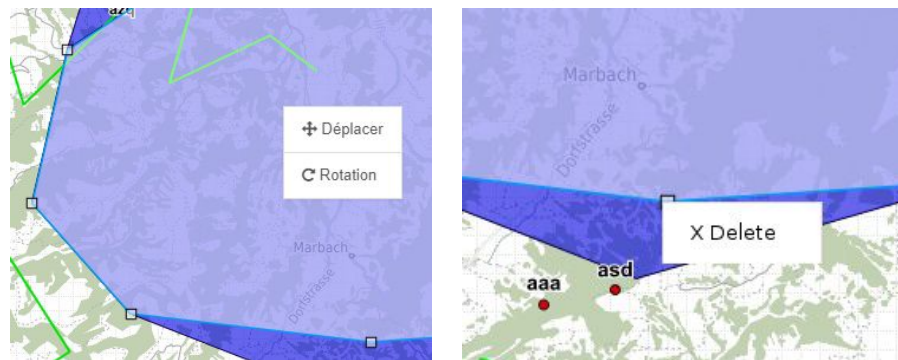 Déplacer
Rotation
Marbach
Dorfstrasse
Marbach
Dorfstrasse
X Delete
asd
aaa